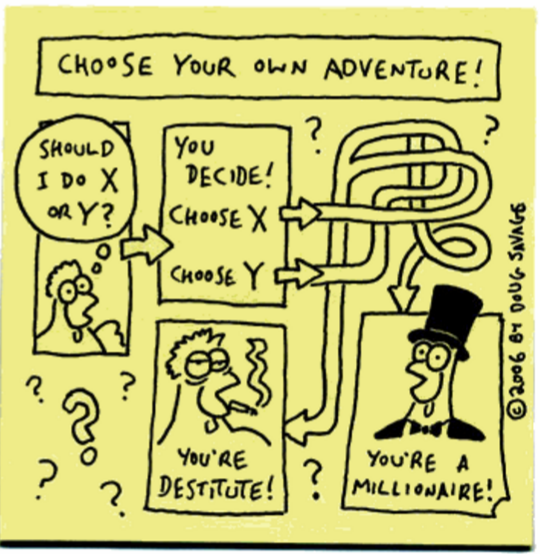 CHOOSE YOUR OWN ADVENTURE!
SHOULD
I DO X
OR Y?
YOU
DECIDE!
CHOOSE X
CHOOSE Y
? ?
? ?
?
? ?
?
YOU'RE
DESTITUTE!
YOU'RE A
MILLIONAIRE!
©2006 BY DOUG SAVAGE